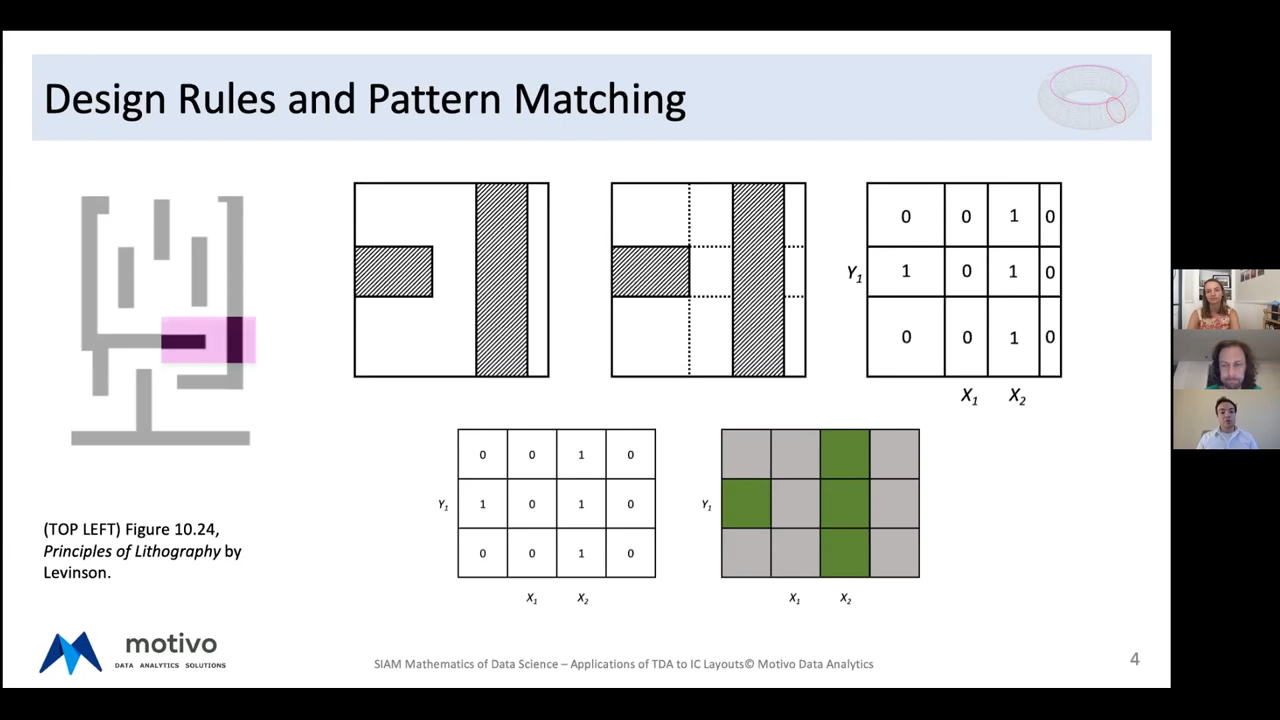 Design Rules and Pattern Matching
0 0 1 0
Y1 1 0 1 0
0 0 1 0
X1 X2
0 0 1 0
Y1 1 0 1 0
0 0 1 0
X1 X2
Y1
X1 X2
(TOP LEFT) Figure 10.24,
Principles of Lithography by
Levinson.
motivo
DATA ANALYTICS SOLUTIONS
SIAM Mathematics of Data Science – Applications of TDA to IC Layouts© Motivo Data Analytics
4